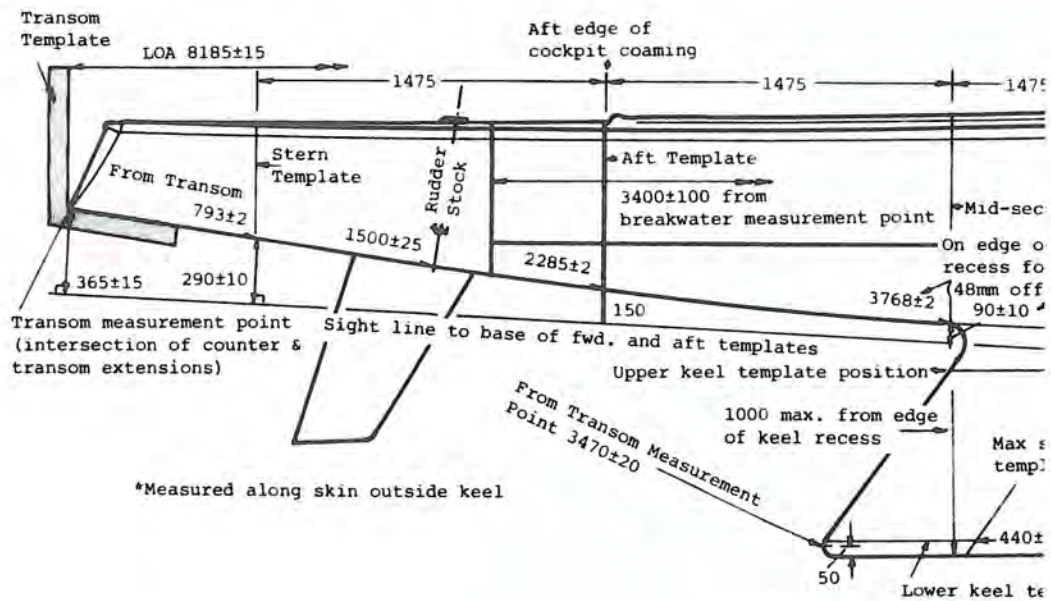 Transom
Template
LOA 8185±15
Aft edge of
cockpit coaming
1475
1475
1475
From Transom
793±2
Stern
Template
Rudder
Stock
Aft Template
3400±100 from
breakwater measurement point
Mid-sec
1500±25
2285±2
On edge o
recess fo
48mm off
3768±2
90±10 *
365±15
290±10
150
Transom measurement point
(intersection of counter &
transom extensions)
Sight line to base of fwd. and aft templates
Upper keel template position
From Transom Measurement
Point 3470±20
1000 max. from edge
of keel recess
Max s
templ
*Measured along skin outside keel
440±
50
Lower keel te